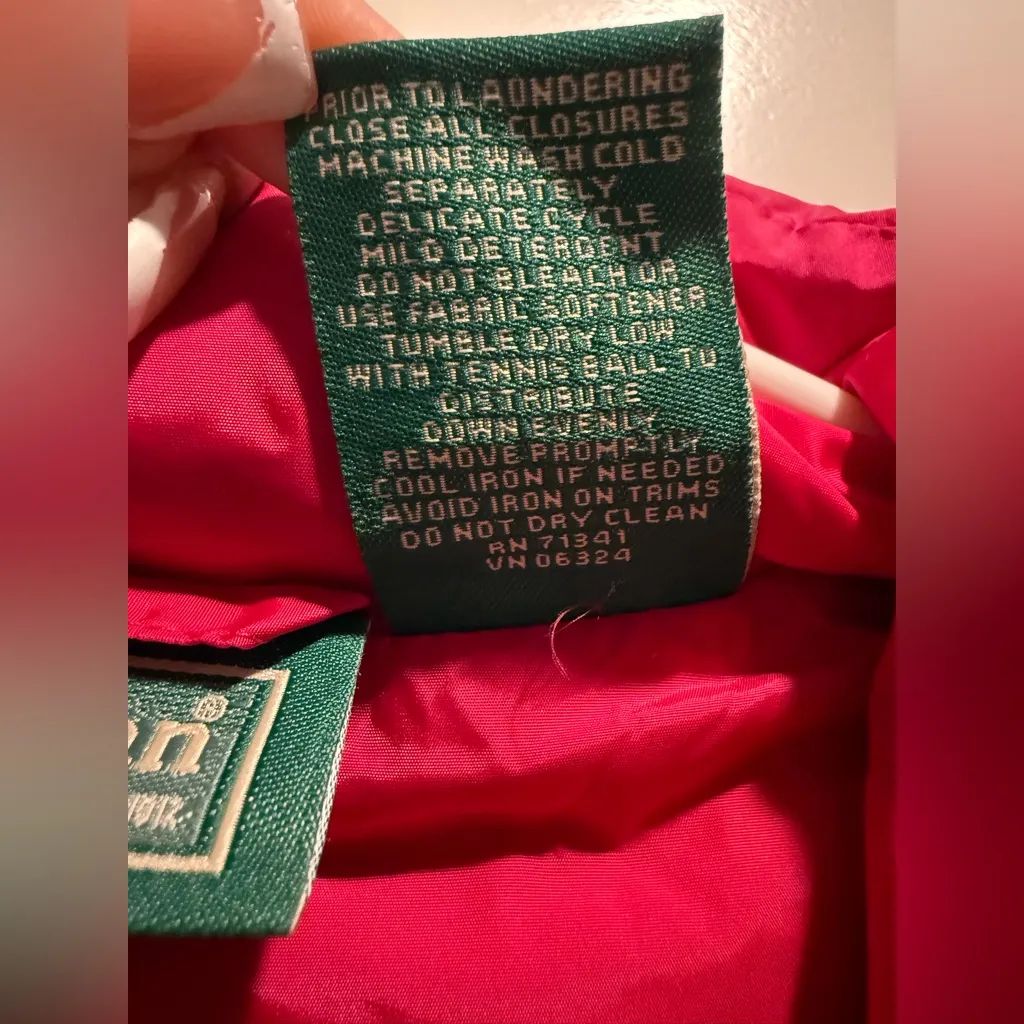 PRIOR TO LAUNDERING
CLOSE ALL CLOSURES
MACHINE WASH COLD
SEPARATELY
DELICATE CYCLE
MILD DETERGENT
DO NOT BLEACH OR
USE FABRIC SOFTENER
TUMBLE DRY LOW
WITH TENNIS BALL TO
DISTRIBUTE
DOWN EVENLY
REMOVE PROMPTLY
COOL IRON IF NEEDED
AVOID IRON ON TRIMS
DO NOT DRY CLEAN
RN 71341
VN 06324
en®